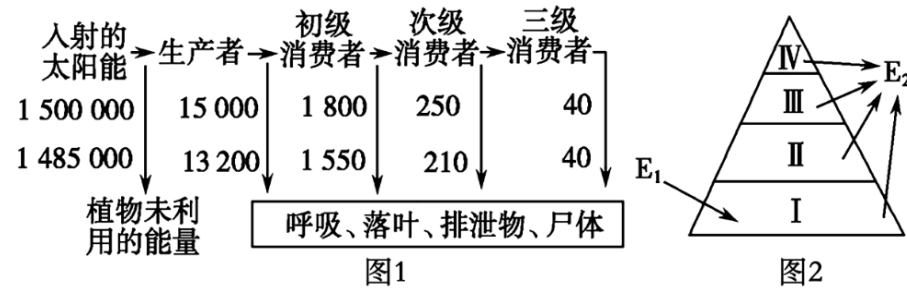 入射的太阳能 生产者 初级消费者 次级消费者 三级消费者
1 500 000 15 000 1 800 250 40
1 485 000 13 200 1 550 210 40
植物未利用的能量
呼吸、落叶、排泄物、尸体
图1
Ⅳ
E₂
Ⅲ
Ⅱ
E₁
Ⅰ
图2